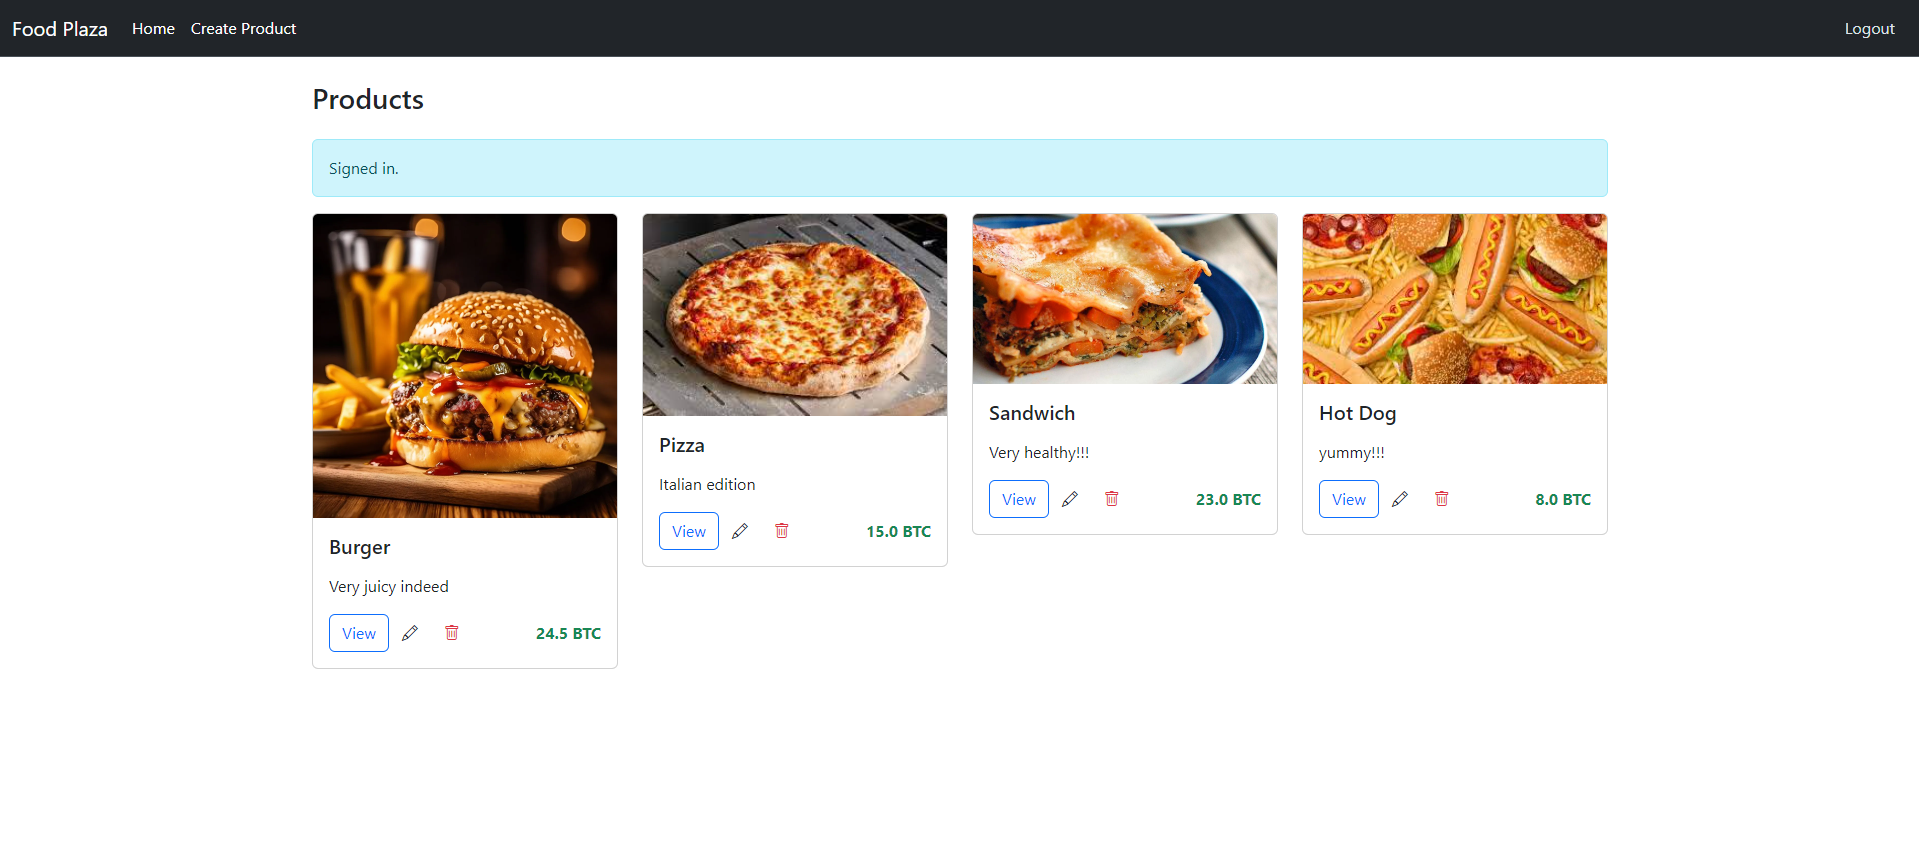 Food Plaza
Home
Create Product
Logout
Products
Signed in.
Burger
Very juicy indeed
View
24.5 BTC
Pizza
Italian edition
View
15.0 BTC
Sandwich
Very healthy!!!
View
23.0 BTC
Hot Dog
yummy!!!
View
8.0 BTC